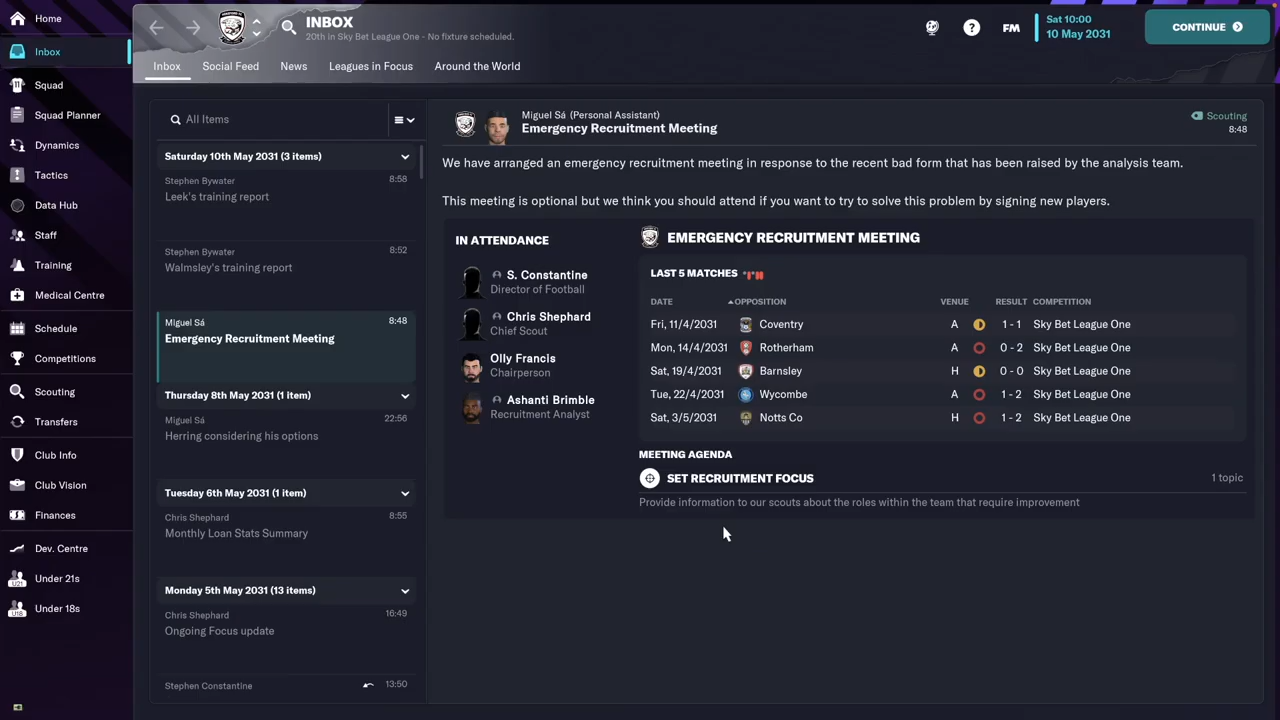 Home
Inbox
Squad
Squad Planner
Dynamics
Tactics
Data Hub
Staff
Training
Medical Centre
Schedule
Competitions
Scouting
Transfers
Club Info
Club Vision
Finances
Dev. Centre
Under 21s
Under 18s
INBOX
20th in Sky Bet League One - No fixture scheduled.
FM
Sat 10:00
10 May 2031
CONTINUE
Inbox
Social Feed
News
Leagues in Focus
Around the World
All Items
Saturday 10th May 2031 (3 items)
Stephen Bywater 8:58
Leek's training report
Stephen Bywater 8:52
Walmsley's training report
Miguel Sá 8:48
Emergency Recruitment Meeting
Thursday 8th May 2031 (1 item)
Miguel Sá 22:56
Herring considering his options
Tuesday 6th May 2031 (1 item)
Chris Shephard 8:55
Monthly Loan Stats Summary
Monday 5th May 2031 (13 items)
Chris Shephard 16:49
Ongoing Focus update
Stephen Constantine 13:50
Miguel Sá (Personal Assistant)
Emergency Recruitment Meeting
Scouting
8:48
We have arranged an emergency recruitment meeting in response to the recent bad form that has been raised by the analysis team.
This meeting is optional but we think you should attend if you want to try to solve this problem by signing new players.
IN ATTENDANCE
S. Constantine
Director of Football
Chris Shephard
Chief Scout
Olly Francis
Chairperson
Ashanti Brimble
Recruitment Analyst
EMERGENCY RECRUITMENT MEETING
LAST 5 MATCHES
DATE OPPOSITION VENUE RESULT COMPETITION
Fri, 11/4/2031 Coventry A 1 - 1 Sky Bet League One
Mon, 14/4/2031 Rotherham A 0 - 2 Sky Bet League One
Sat, 19/4/2031 Barnsley H 0 - 0 Sky Bet League One
Tue, 22/4/2031 Wycombe A 1 - 2 Sky Bet League One
Sat, 3/5/2031 Notts Co H 1 - 2 Sky Bet League One
MEETING AGENDA
SET RECRUITMENT FOCUS 1 topic
Provide information to our scouts about the roles within the team that require improvement